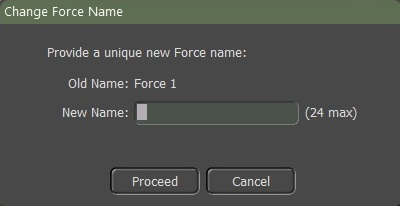 Change Force Name
Provide a unique new Force name:
Old Name: Force 1
New Name: (24 max)
Proceed Cancel